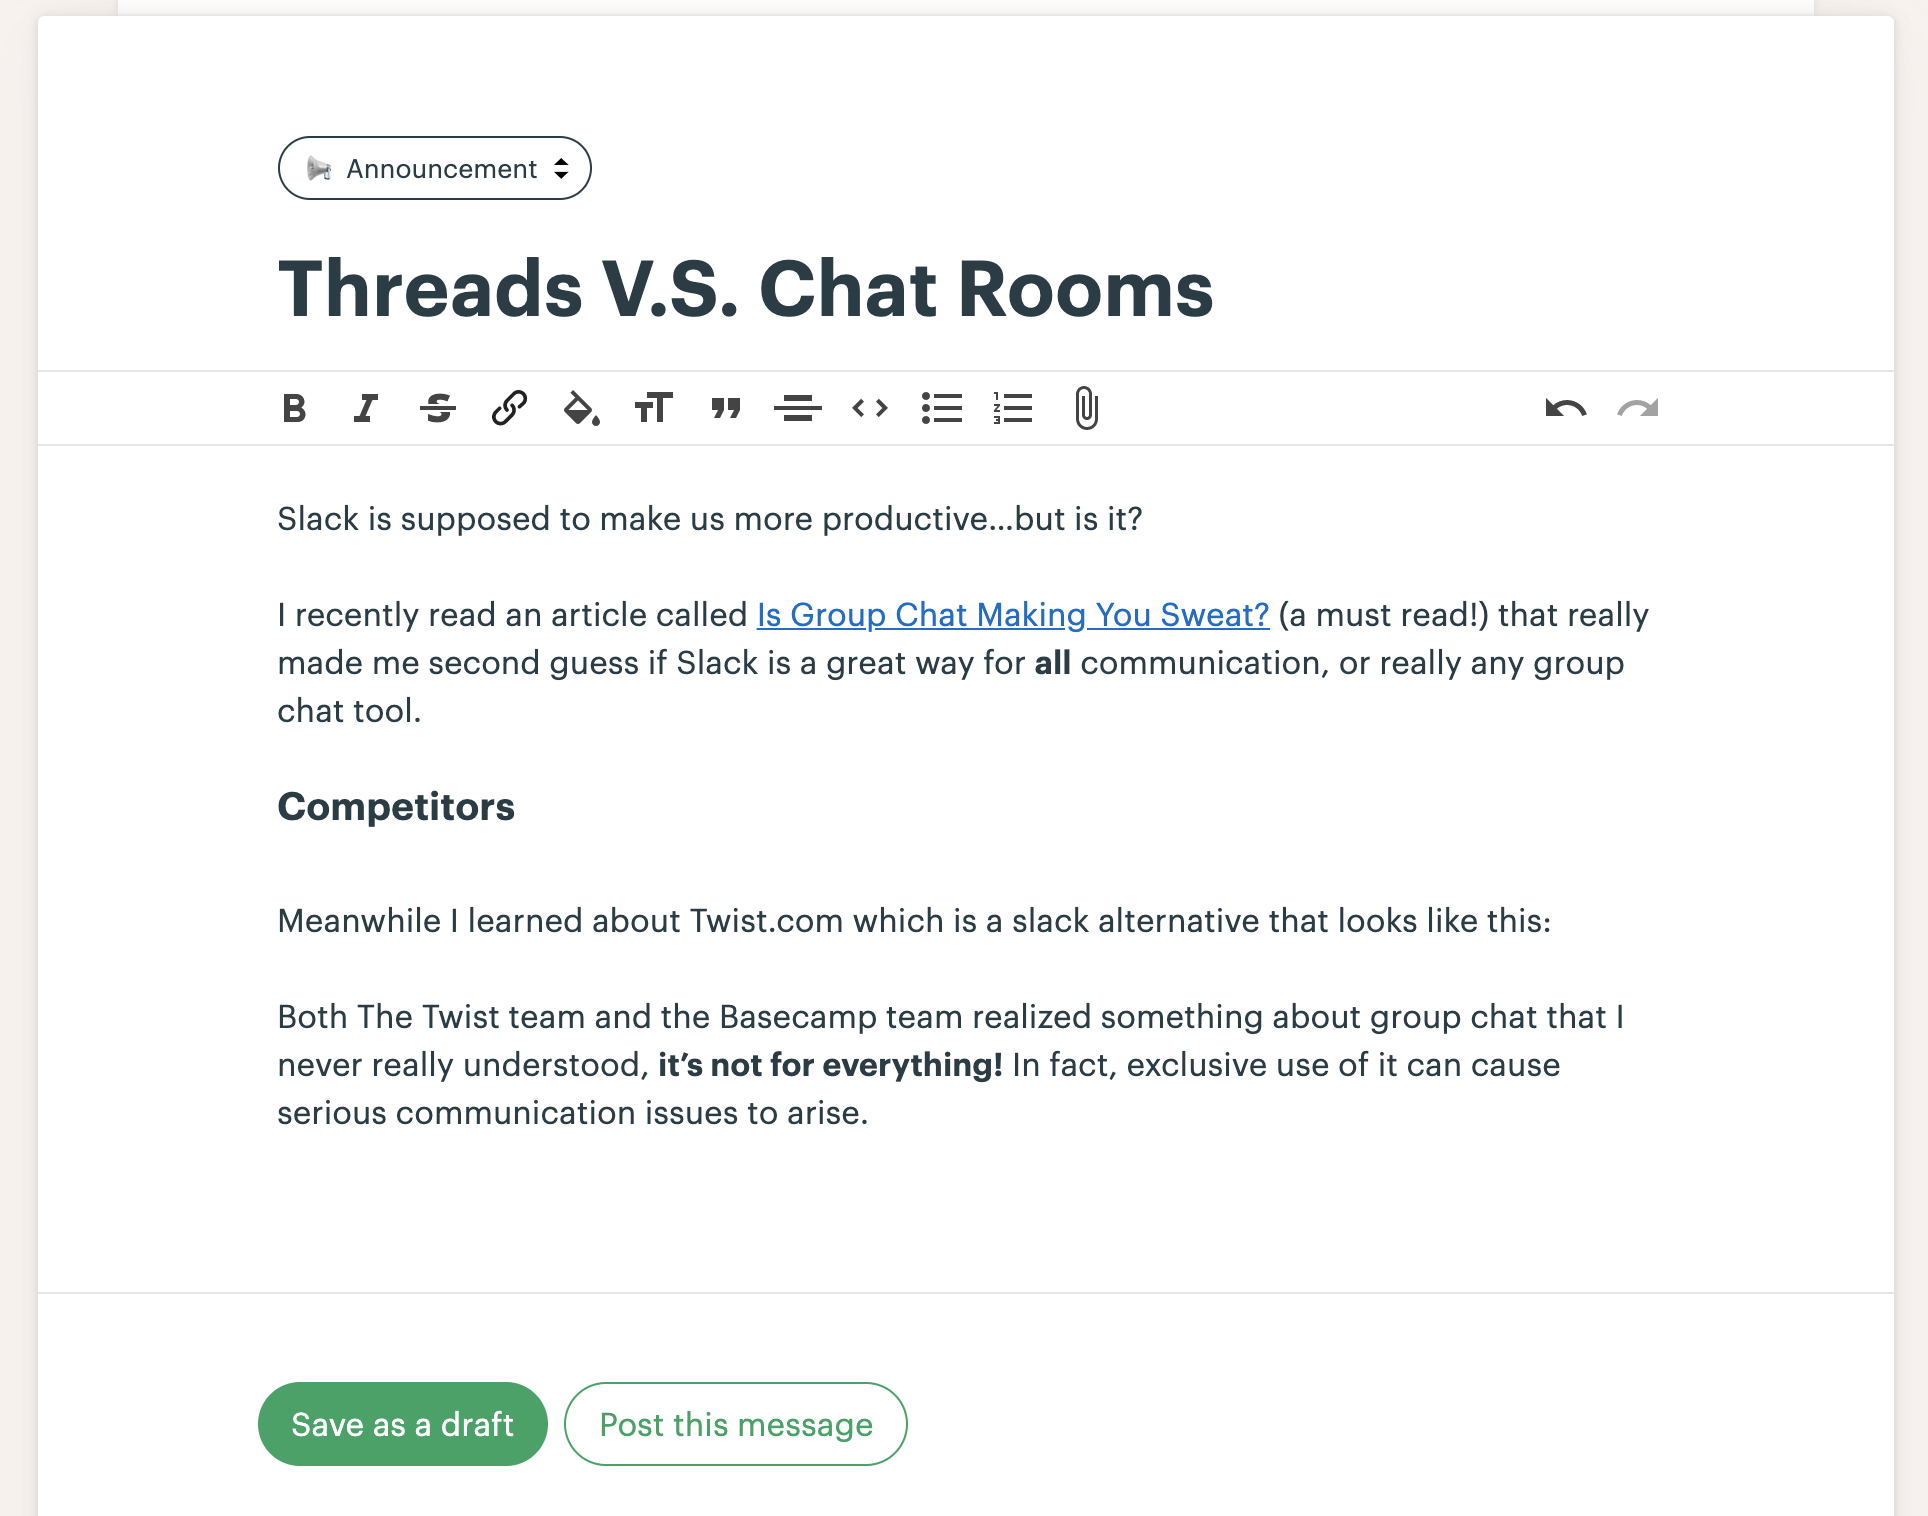 Announcement
Threads V.S. Chat Rooms
Slack is supposed to make us more productive...but is it?
I recently read an article called Is Group Chat Making You Sweat? (a must read!) that really
made me second guess if Slack is a great way for all communication, or really any group
chat tool.
Competitors
Meanwhile I learned about Twist.com which is a slack alternative that looks like this:
Both The Twist team and the Basecamp team realized something about group chat that I
never really understood, it’s not for everything! In fact, exclusive use of it can cause
serious communication issues to arise.
Save as a draft
Post this message